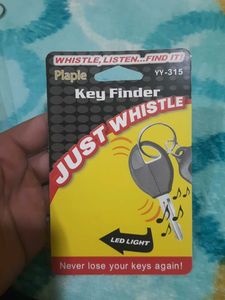 WHISTLE, LISTEN...FIND IT!
Plaple
YY-315
Key Finder
JUST WHISTLE
LED LIGHT
Never lose your keys again!